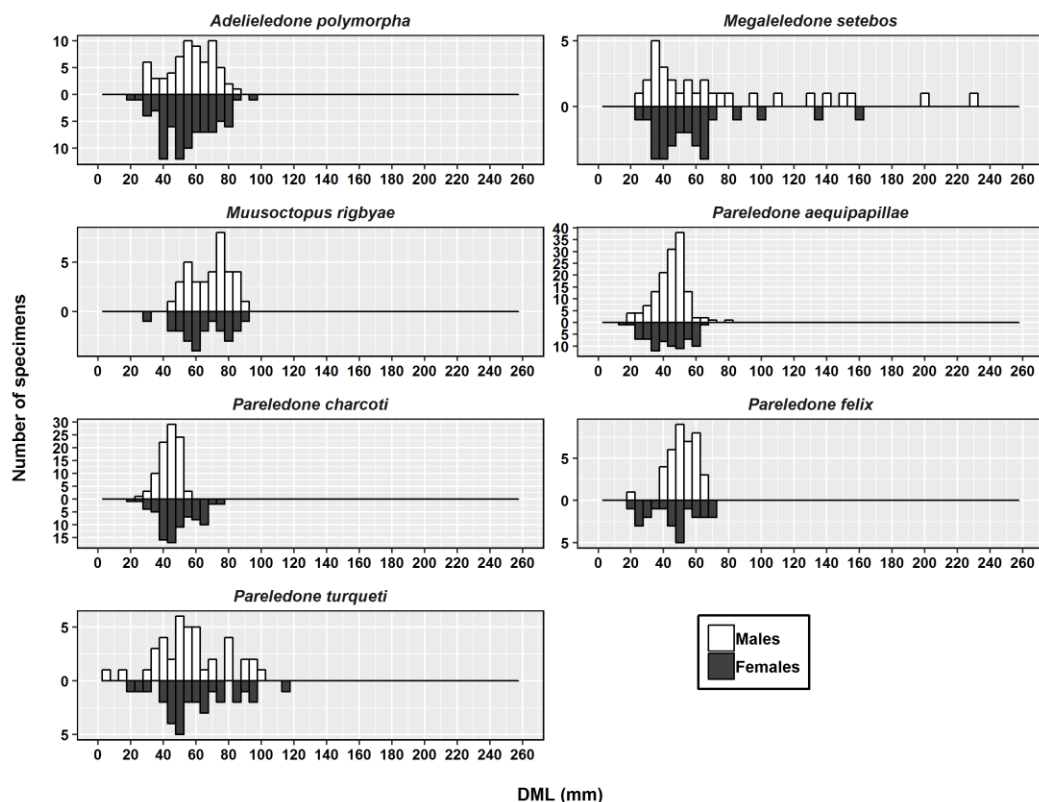 Adelieledone polymorpha
10
5
0
5
10
0 20 40 60 80 100 120 140 160 180 200 220 240 260
Megaleledone setebos
5
0
0 20 40 60 80 100 120 140 160 180 200 220 240 260
Muusoctopus rigbyae
5
0
0 20 40 60 80 100 120 140 160 180 200 220 240 260
Pareledone aequipapillae
40
35
30
25
20
15
10
5
0
5
10
0 20 40 60 80 100 120 140 160 180 200 220 240 260
Number of specimens
Pareledone charcoti
30
25
20
15
10
5
0
5
10
15
0 20 40 60 80 100 120 140 160 180 200 220 240 260
Pareledone felix
5
0
5
0 20 40 60 80 100 120 140 160 180 200 220 240 260
Pareledone turqueti
5
0
5
0 20 40 60 80 100 120 140 160 180 200 220 240 260
Males
Females
DML (mm)